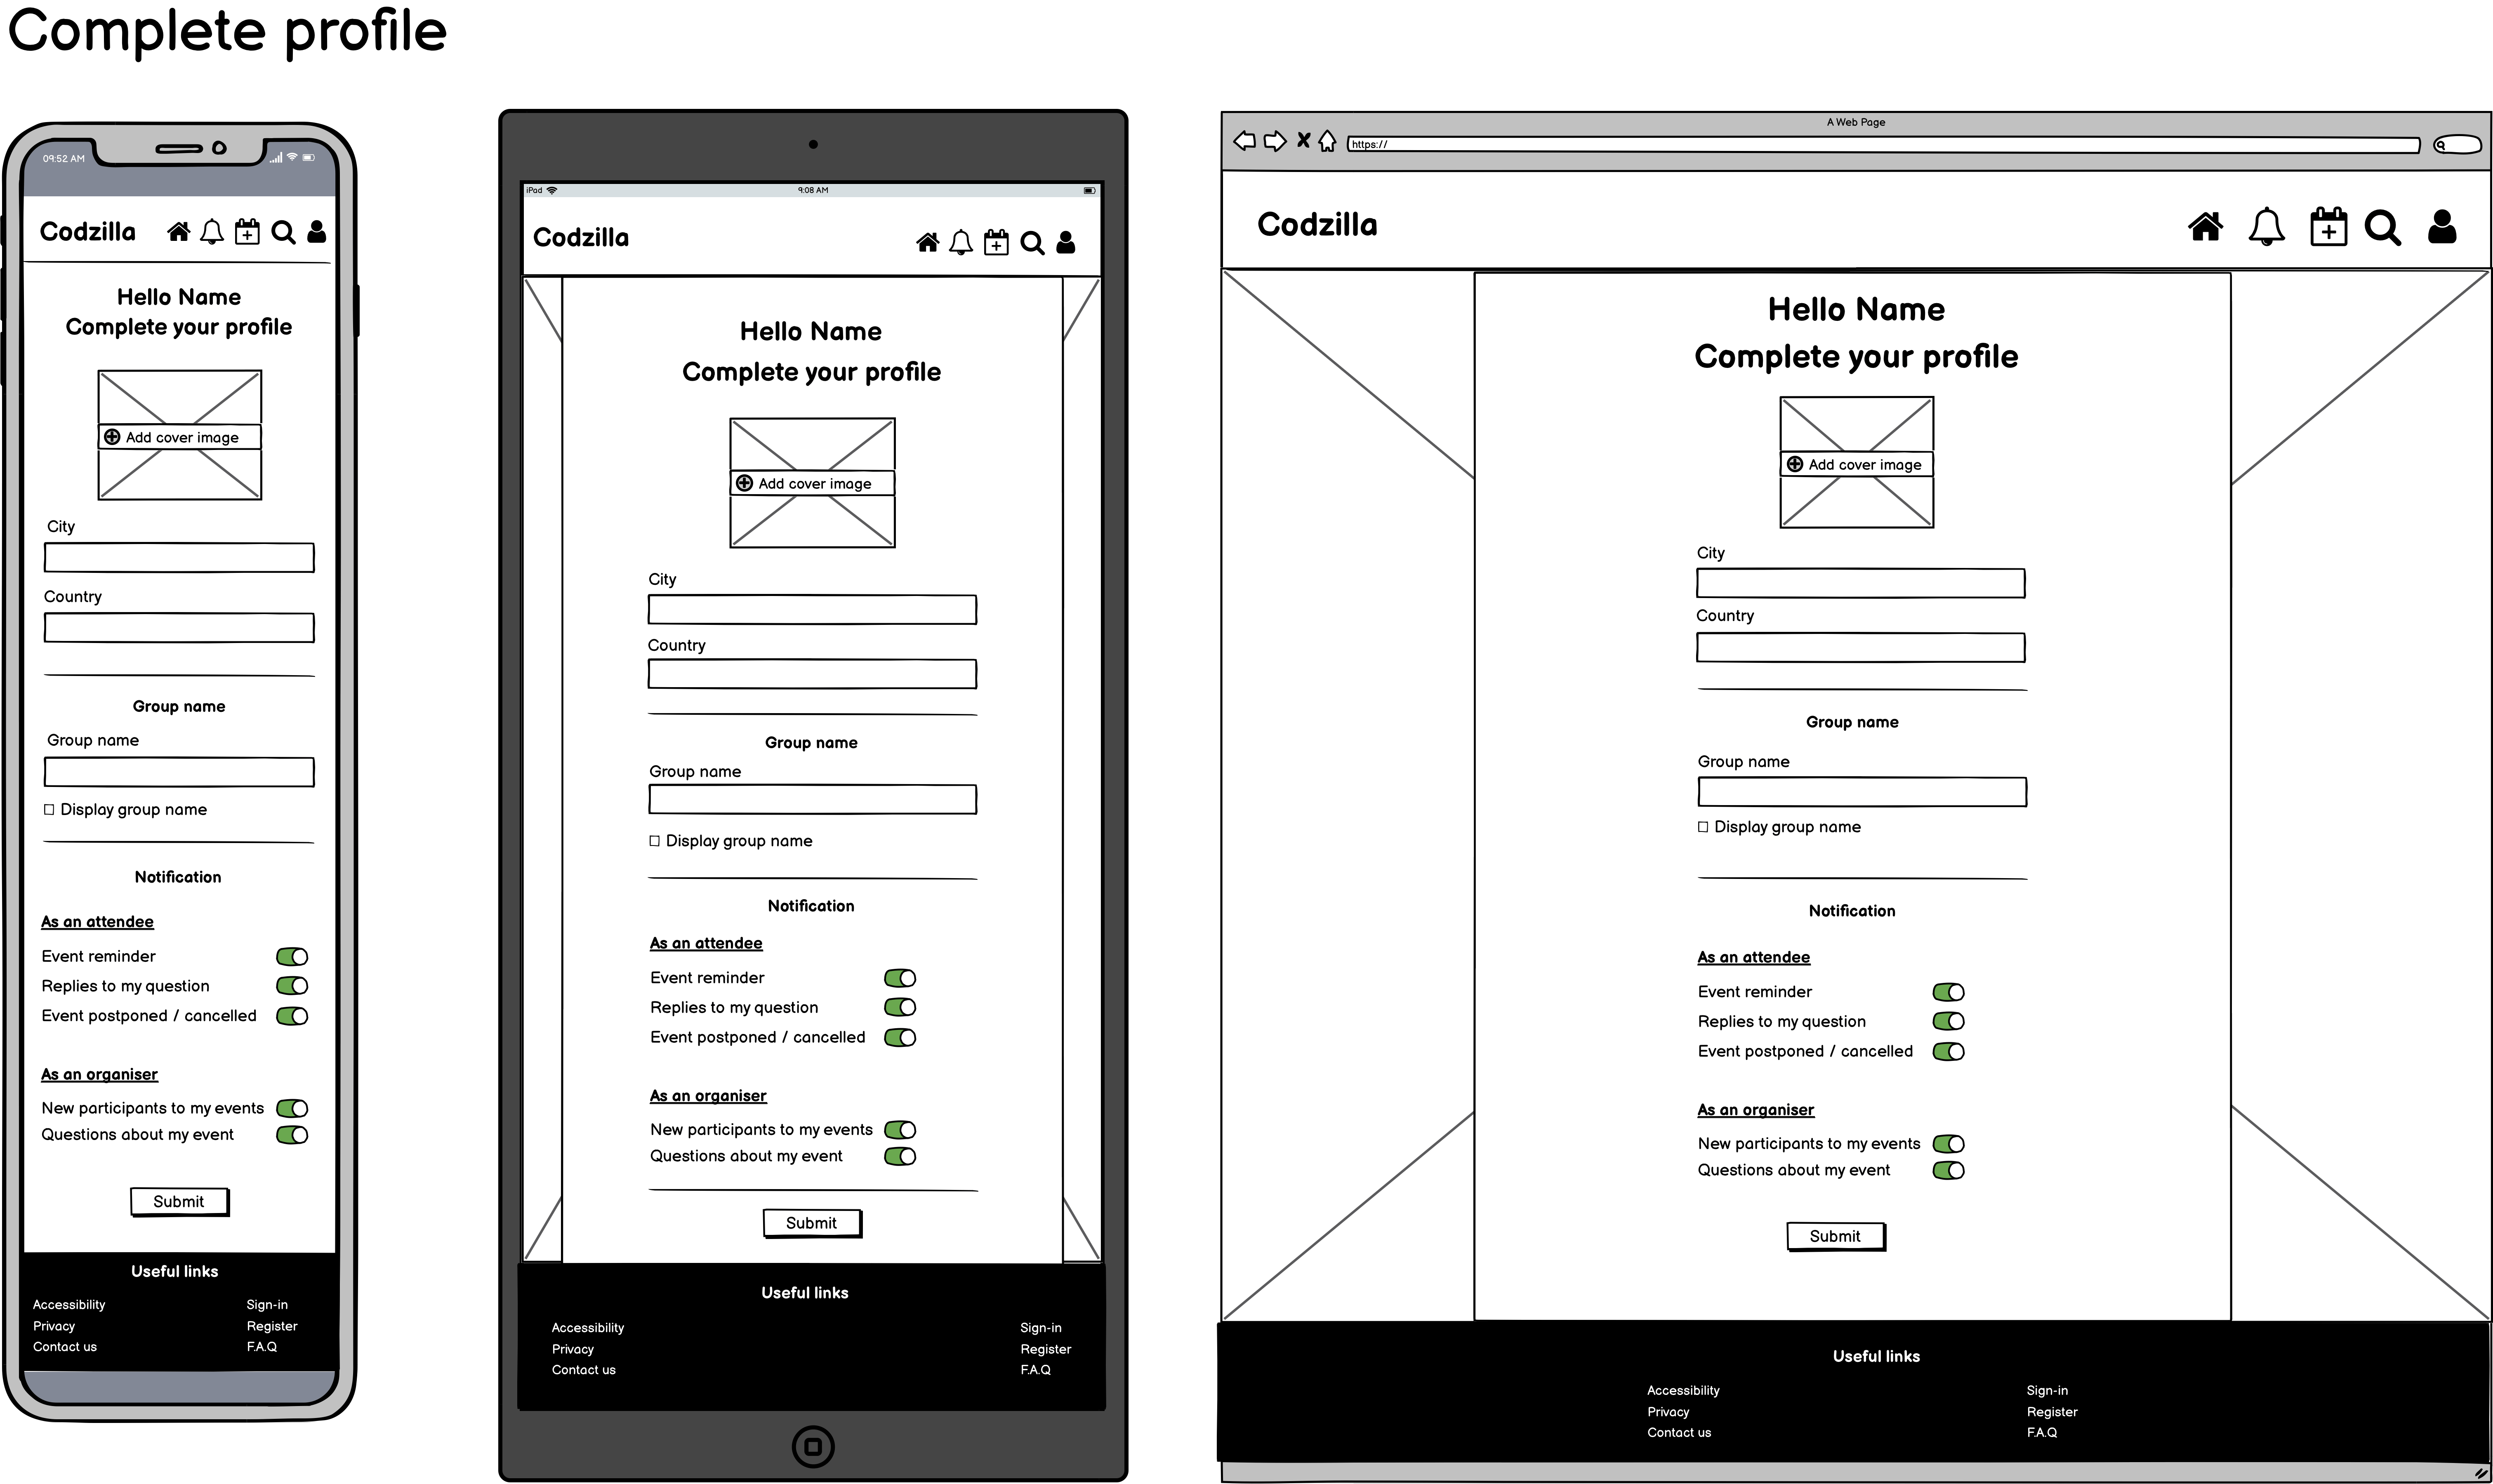 Complete profile
09:52 AM
Codzilla
Hello Name
Complete your profile
Add cover image
City
Country
Group name
Group name
Display group name
Notification
As an attendee
Event reminder
Replies to my question
Event postponed / cancelled
As an organiser
New participants to my events
Questions about my event
Submit
Useful links
Accessibility
Sign-in
Privacy
Register
Contact us
F.A.Q
iPad
9:08 AM
Codzilla
Hello Name
Complete your profile
Add cover image
City
Country
Group name
Group name
Display group name
Notification
As an attendee
Event reminder
Replies to my question
Event postponed / cancelled
As an organiser
New participants to my events
Questions about my event
Submit
Useful links
Accessibility
Sign-in
Privacy
Register
Contact us
F.A.Q
A Web Page
https://
Codzilla
Hello Name
Complete your profile
Add cover image
City
Country
Group name
Group name
Display group name
Notification
As an attendee
Event reminder
Replies to my question
Event postponed / cancelled
As an organiser
New participants to my events
Questions about my event
Submit
Useful links
Accessibility
Sign-in
Privacy
Register
Contact us
F.A.Q